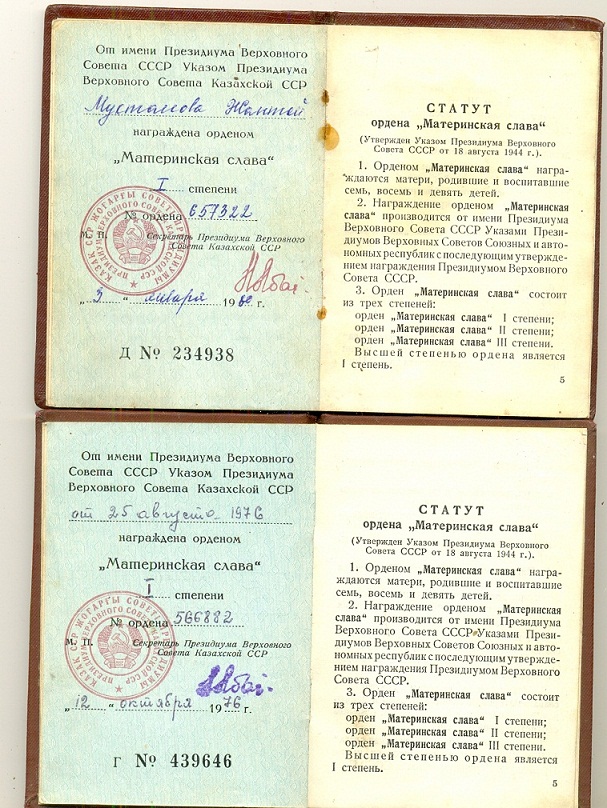 От имени Президиума Верховного
Совета СССР Указом Президиума
Верховного Совета Казахской ССР
награждена орденом
„Материнская слава“
I степени
№ ордена 657322
М. П. Секретарь Президиума Верховного
Совета Казахской ССР
„ 3 “ января 19 г.
Д № 234938
СТАТУТ
ордена „Материнская слава“
(Утвержден Указом Президиума Верховного
Совета СССР от 18 августа 1944 г.).
1. Орденом „Материнская слава“ награ-
ждаются матери, родившие и воспитавшие
семь, восемь и девять детей.
2. Награждение орденом „Материнская
слава“ производится от имени Президиума
Верховного Совета СССР Указами Прези-
диумов Верховных Советов Союзных и авто-
номных республик с последующим утвержде-
нием награждения Президиумом Верховного
Совета СССР.
3. Орден „Материнская слава“ состоит
из трех степеней:
орден „Материнская слава“ I степени;
орден „Материнская слава“ II степени;
орден „Материнская слава“ III степени.
Высшей степенью ордена является
I степень.
5
От имени Президиума Верховного
Совета СССР Указом Президиума
Верховного Совета Казахской ССР
от 25 августа 1976
награждена орденом
„Материнская слава“
I степени
№ ордена 566882
М. П. Секретарь Президиума Верховного
Совета Казахской ССР
„ 12 “ октября 1976 г.
Г № 439646
СТАТУТ
ордена „Материнская слава“
(Утвержден Указом Президиума Верховного
Совета СССР от 18 августа 1944 г.).
1. Орденом „Материнская слава“ награ-
ждаются матери, родившие и воспитавшие
семь, восемь и девять детей.
2. Награждение орденом „Материнская
слава“ производится от имени Президиума
Верховного Совета СССР Указами Прези-
диумов Верховных Советов Союзных и авто-
номных республик с последующим утвержде-
нием награждения Президиумом Верховного
Совета СССР.
3. Орден „Материнская слава“ состоит
из трех степеней:
орден „Материнская слава“ I степени;
орден „Материнская слава“ II степени;
орден „Материнская слава“ III степени.
Высшей степенью ордена является
I степень.
5